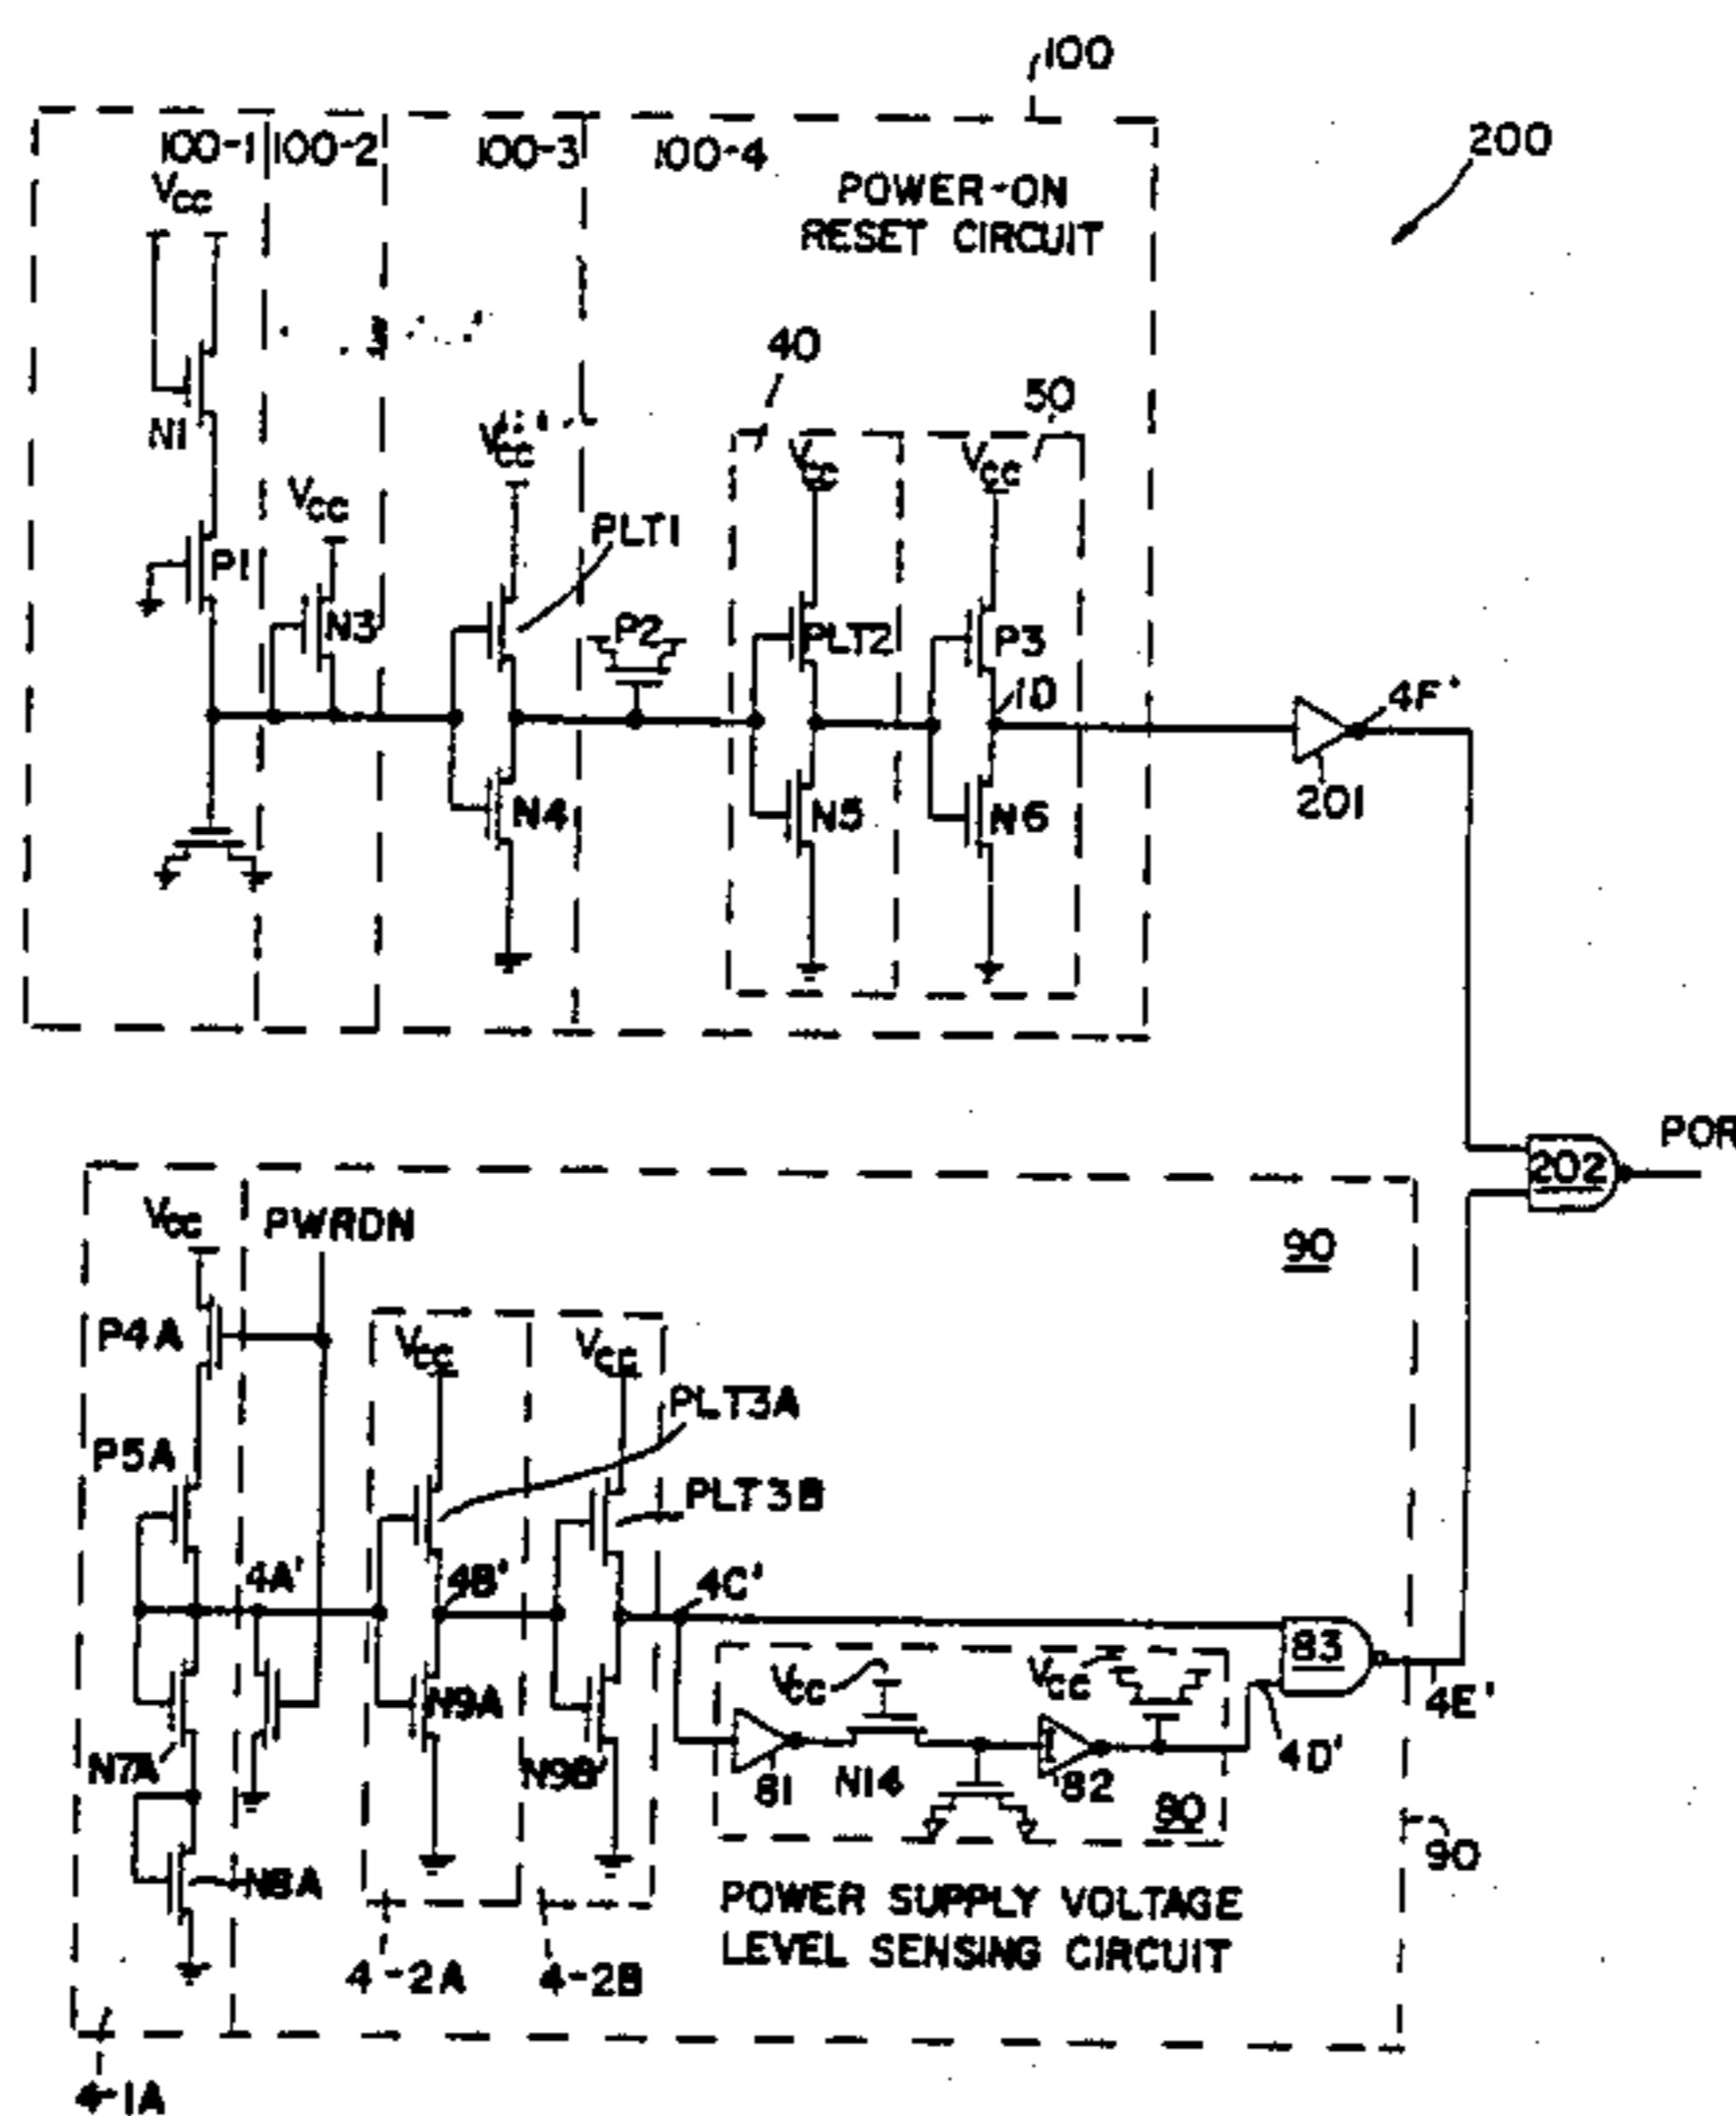 100
200
100-1
100-2
100-3
100-4
VCC
POWER-ON
RESET CIRCUIT
40
50
N1
VCC
VCC
VCC
VCC
P1
N3
PLT1
P2
PLT2
P3
10
4F'
N4
N5
N6
201
POR
202
VCC
PWRDN
90
P4A
VCC
VCC
PLT3A
P5A
PLT3B
4A'
4B'
4C'
83
VCC
VCC
4E'
N7A
N9A
N9B
81
N14
82
80
4D'
N8A
90
POWER SUPPLY VOLTAGE
LEVEL SENSING CIRCUIT
4-2A
4-2B
4-1A